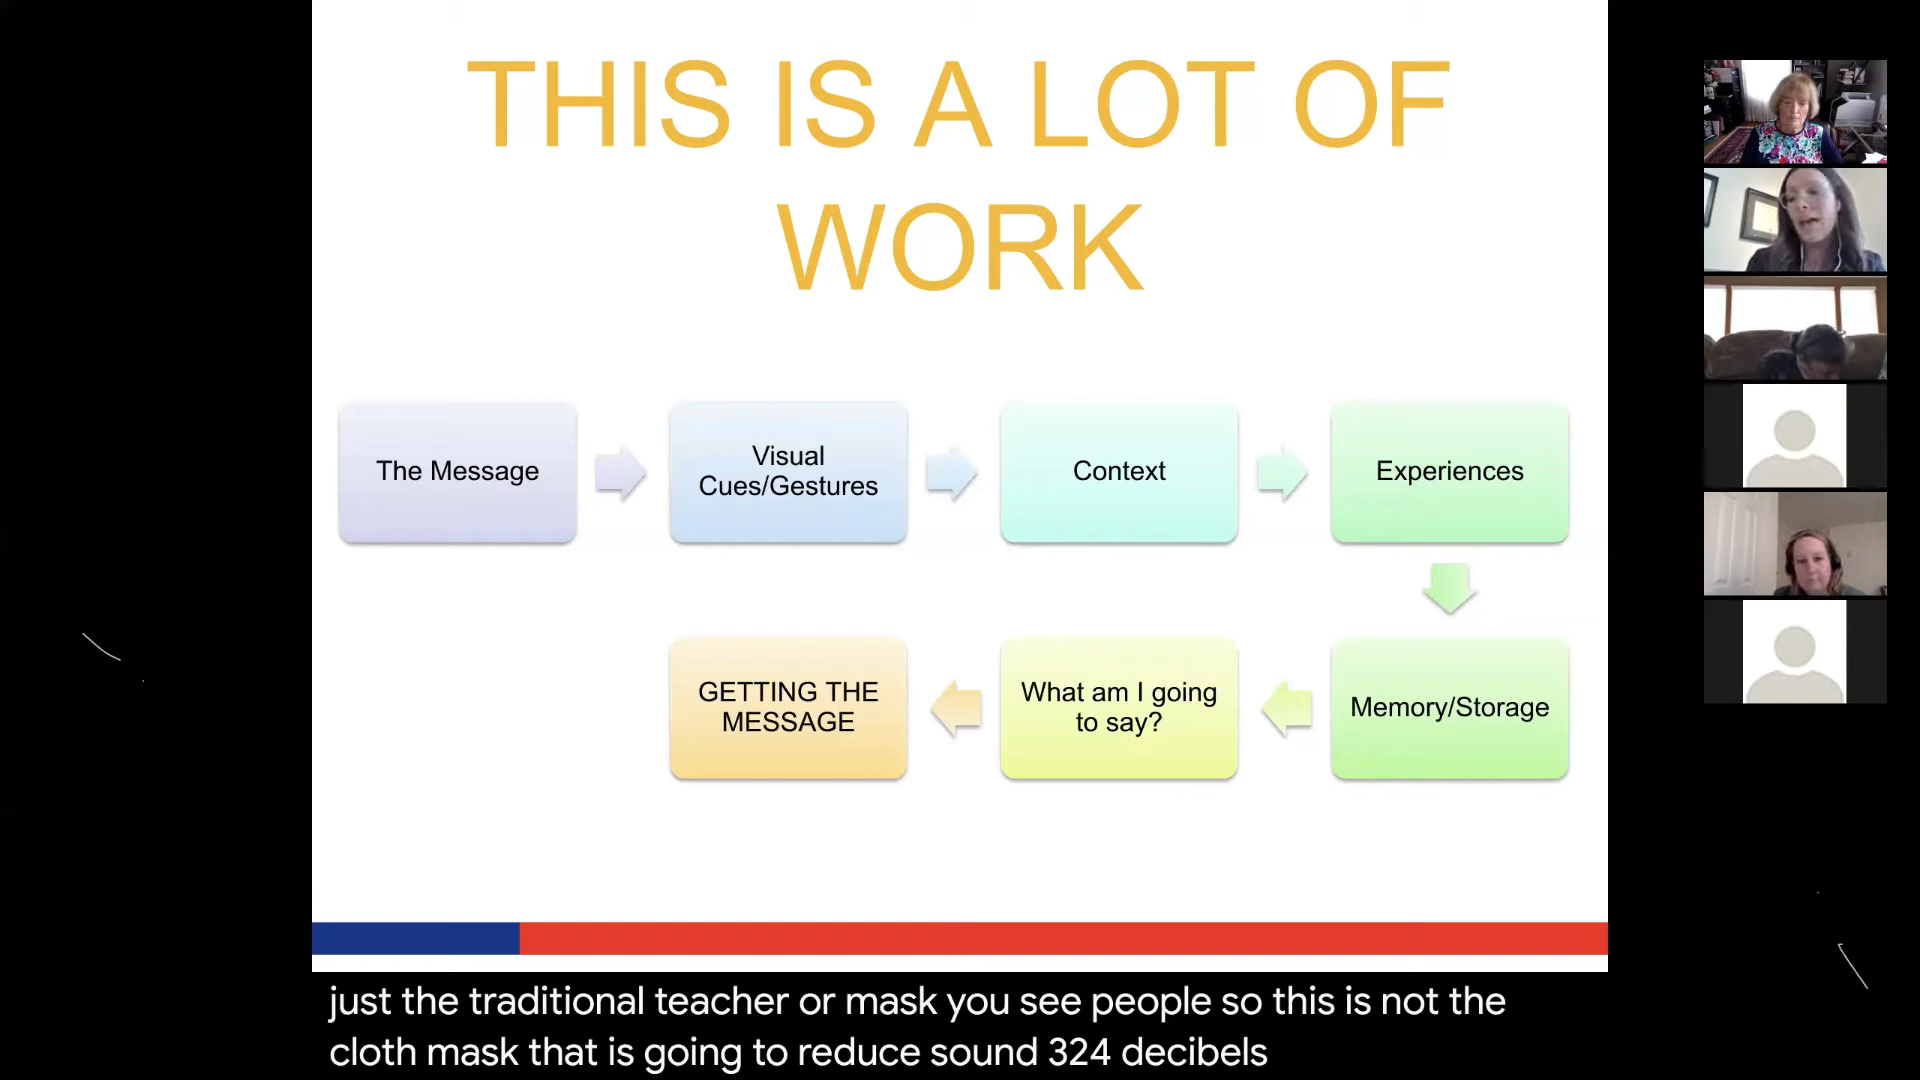 THIS IS A LOT OF
WORK
The Message
Visual
Cues/Gestures
Context
Experiences
GETTING THE
MESSAGE
What am I going
to say?
Memory/Storage
just the traditional teacher or mask you see people so this is not the
cloth mask that is going to reduce sound 324 decibels